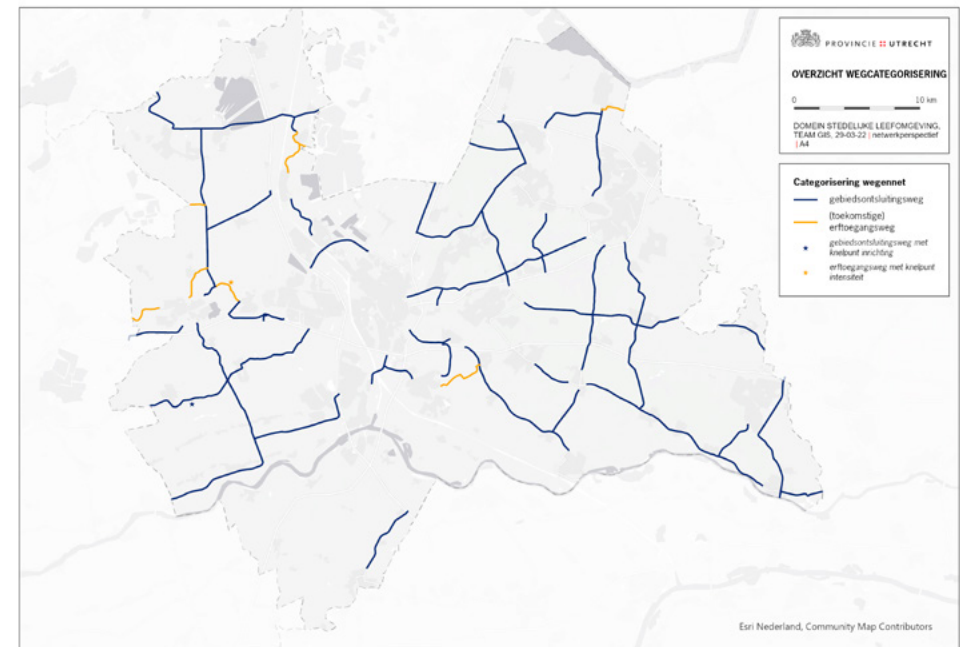 PROVINCIE UTRECHT
OVERZICHT WEGCATEGORISERING
0 10 km
DOMEIN STEDELIJKE LEEFOMGEVING,
TEAM GIS, 29-03-22 | netwerkperspectief
| A4
Categorisering wegennet
gebiedsontsluitingsweg
(toekomstige)
erftoegangsweg
gebiedsontsluitingsweg met
knelpunt inrichting
erftoegangsweg met knelpunt
intensiteit
Esri Nederland, Community Map Contributors